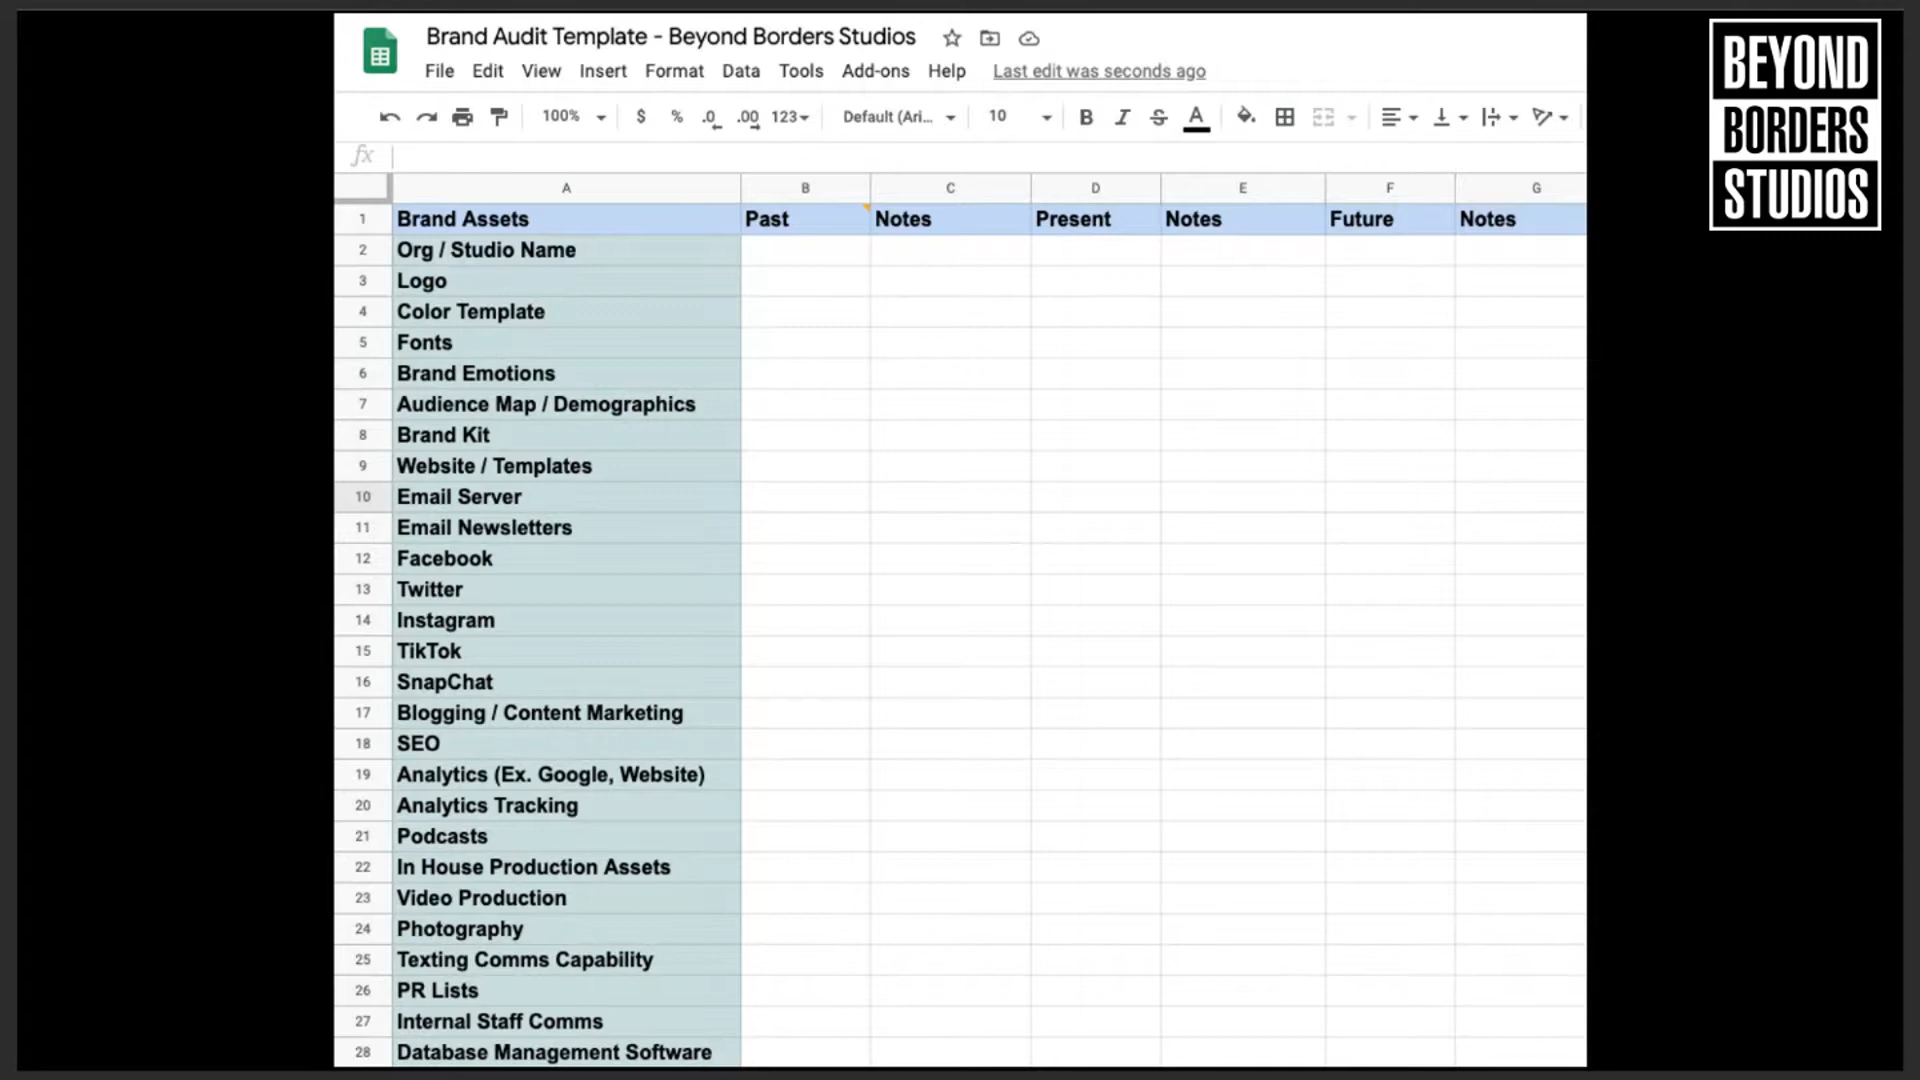 Brand Audit Template - Beyond Borders Studios
File Edit View Insert Format Data Tools Add-ons Help Last edit was seconds ago
100% $ % .0 .00 123 Default (Ari... 10 B I S A
fx
A B C D E F G
1 Brand Assets Past Notes Present Notes Future Notes
2 Org / Studio Name
3 Logo
4 Color Template
5 Fonts
6 Brand Emotions
7 Audience Map / Demographics
8 Brand Kit
9 Website / Templates
10 Email Server
11 Email Newsletters
12 Facebook
13 Twitter
14 Instagram
15 TikTok
16 SnapChat
17 Blogging / Content Marketing
18 SEO
19 Analytics (Ex. Google, Website)
20 Analytics Tracking
21 Podcasts
22 In House Production Assets
23 Video Production
24 Photography
25 Texting Comms Capability
26 PR Lists
27 Internal Staff Comms
28 Database Management Software
BEYOND
BORDERS
STUDIOS